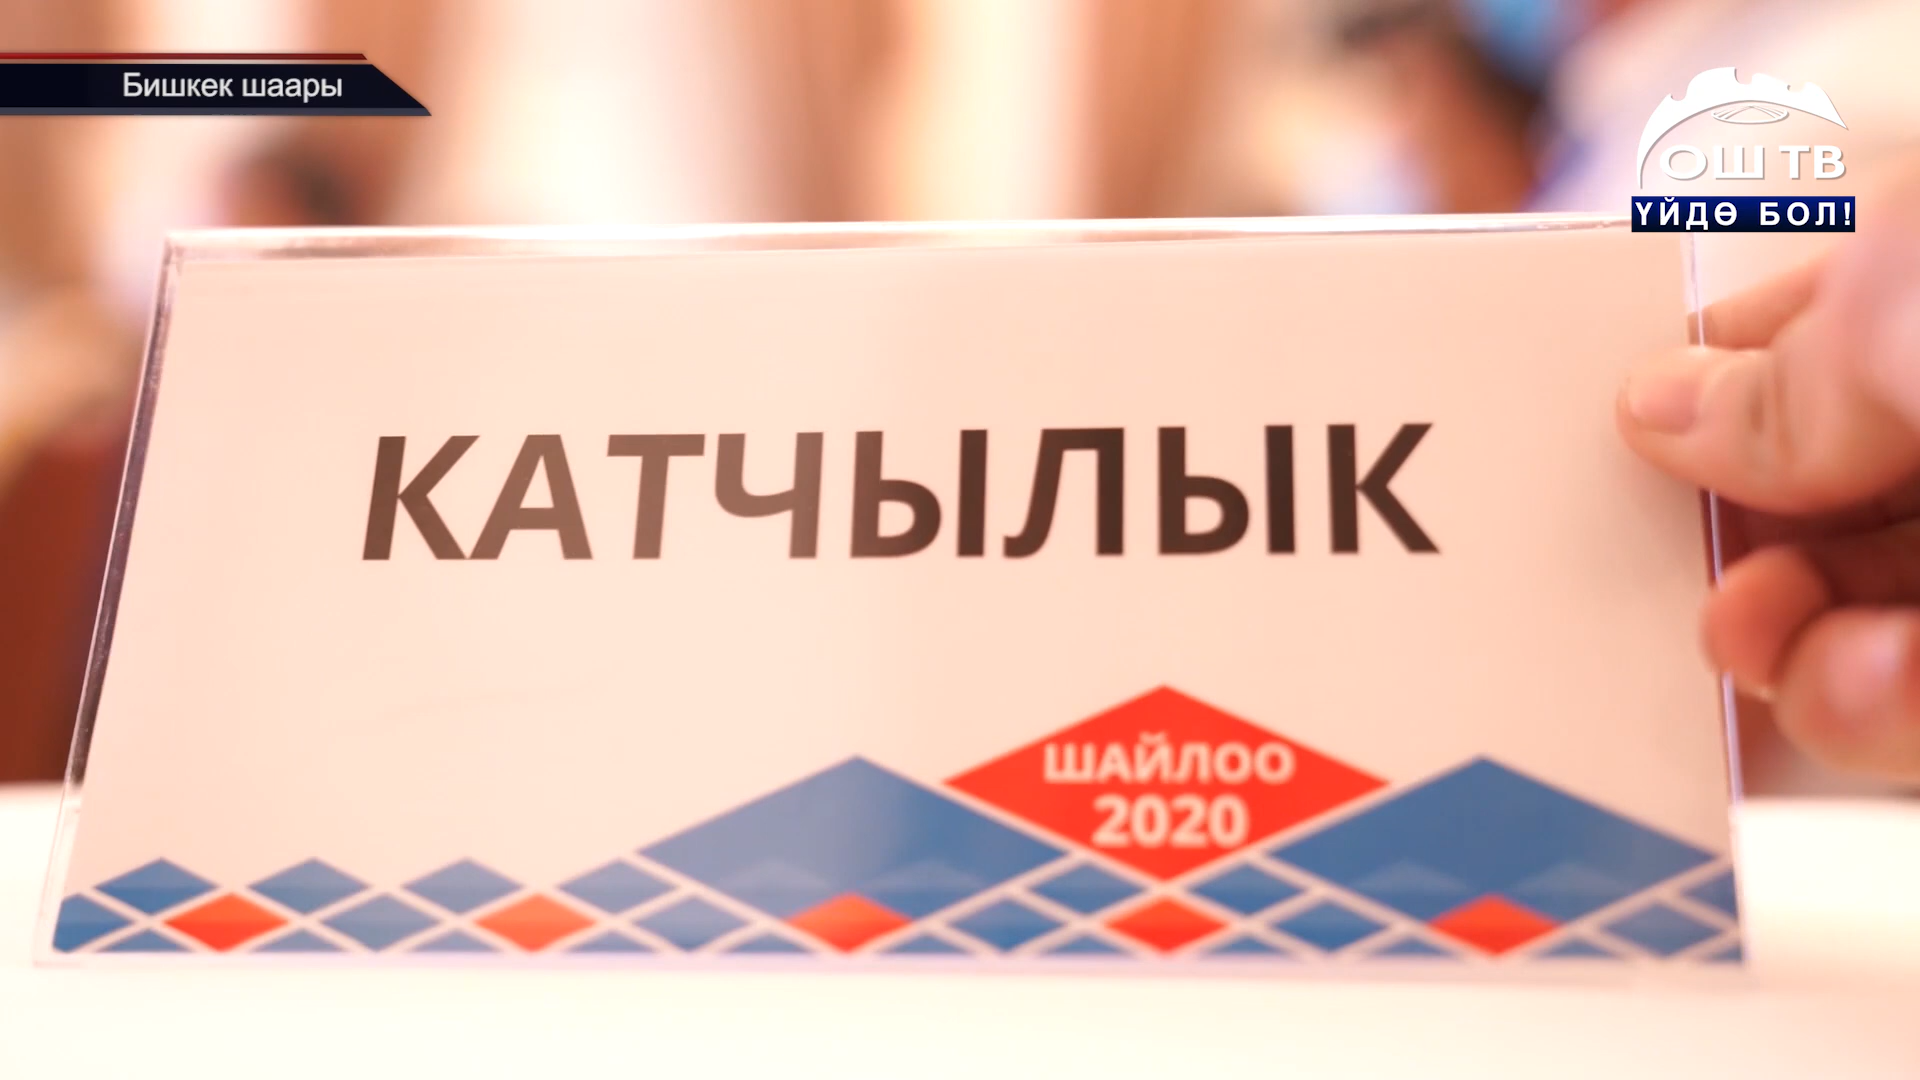 Бишкек шаары
ОШ ТВ
ҮЙДӨ БОЛ!
КАТЧЫЛЫК
ШАЙЛОО
2020